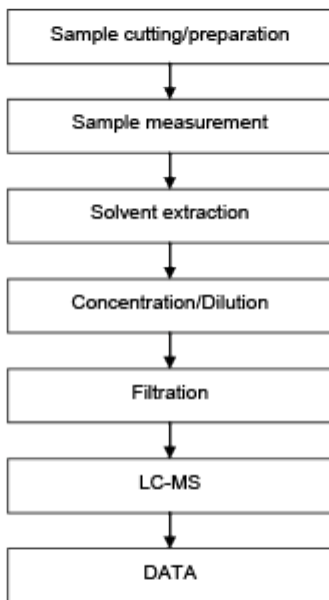 Sample cutting/preparation
Sample measurement
Solvent extraction
Concentration/Dilution
Filtration
LC-MS
DATA